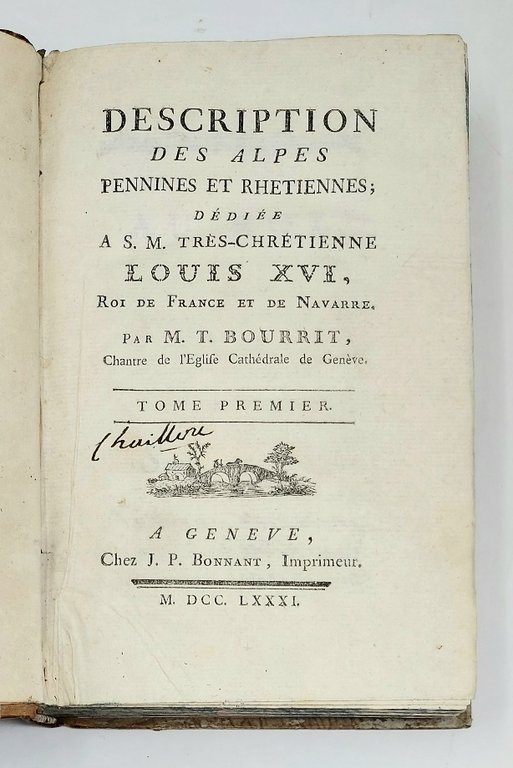 DESCRIPTION
DES ALPES
PENNINES ET RHETIENNES;
DÉDIÉE
A S. M. TRÈS-CHRÉTIENNE
LOUIS XVI,
ROI DE FRANCE ET DE NAVARRE,
PAR M. T. BOURRIT,
Chantre de l'Egliſe Cathédrale de Genève.
TOME PREMIER.
A GENEVE,
Chez J. P. BONNANT, Imprimeur.
M. DCC. LXXXI.